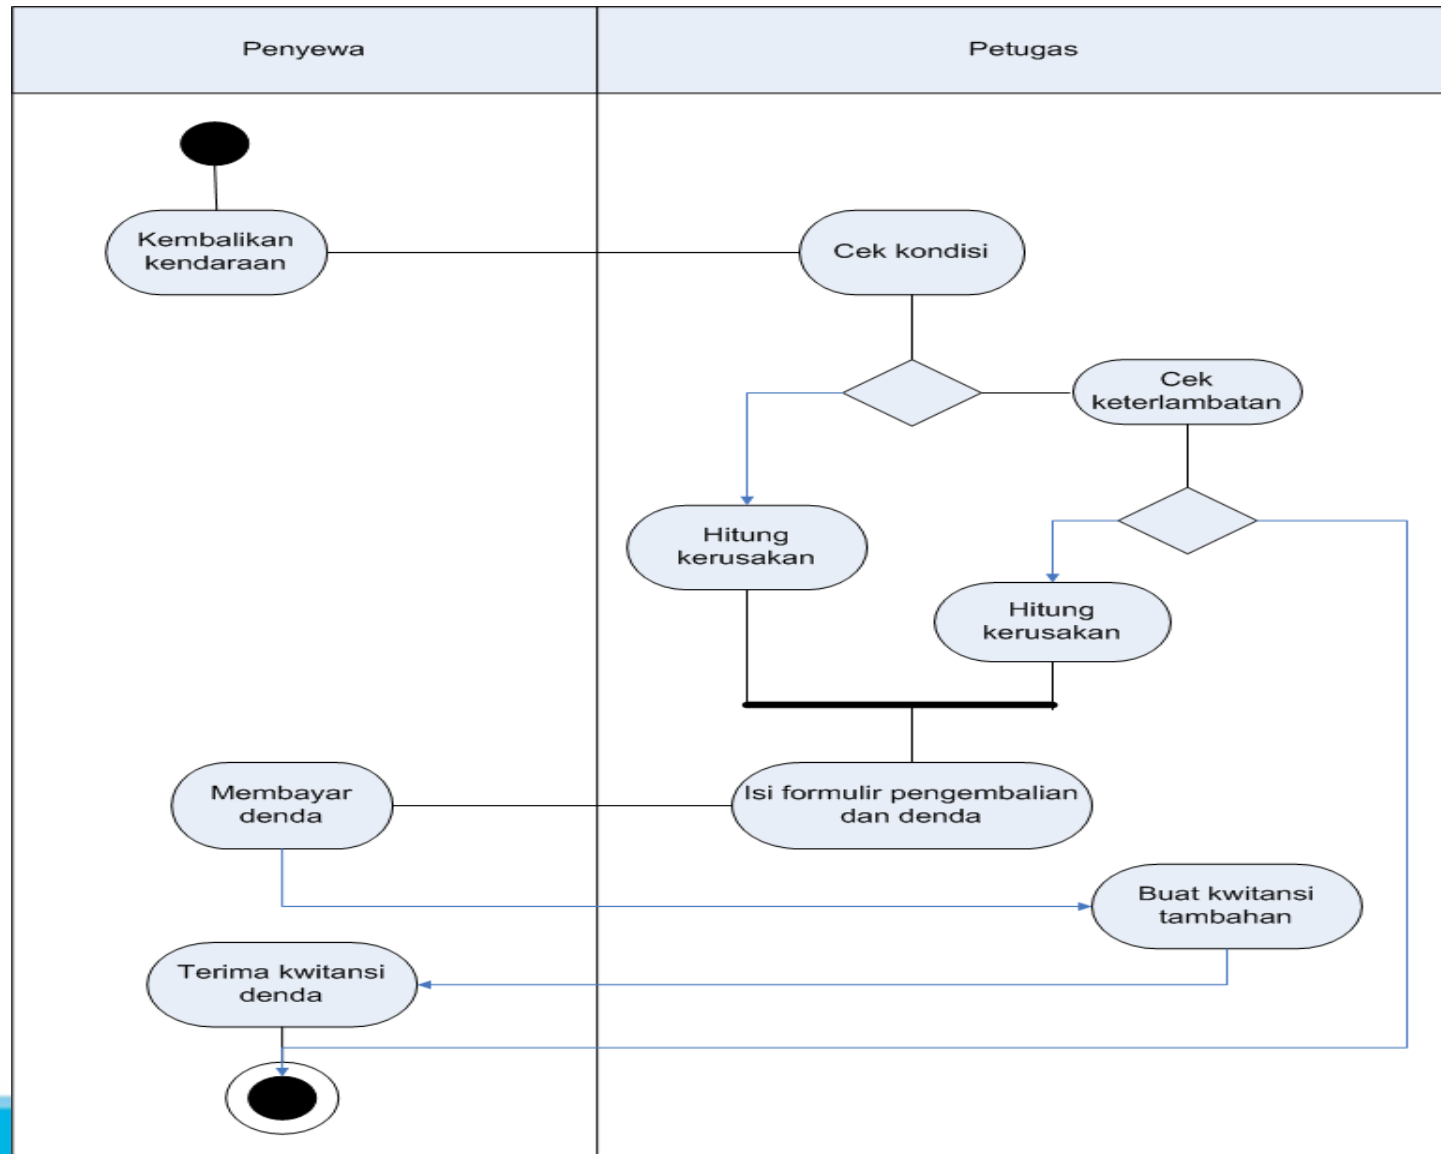 Penyewa
Petugas
Kembalikan
kendaraan
Cek kondisi
Cek
keterlambatan
Hitung
kerusakan
Hitung
kerusakan
Membayar
denda
Isi formulir pengembalian
dan denda
Buat kwitansi
tambahan
Terima kwitansi
denda